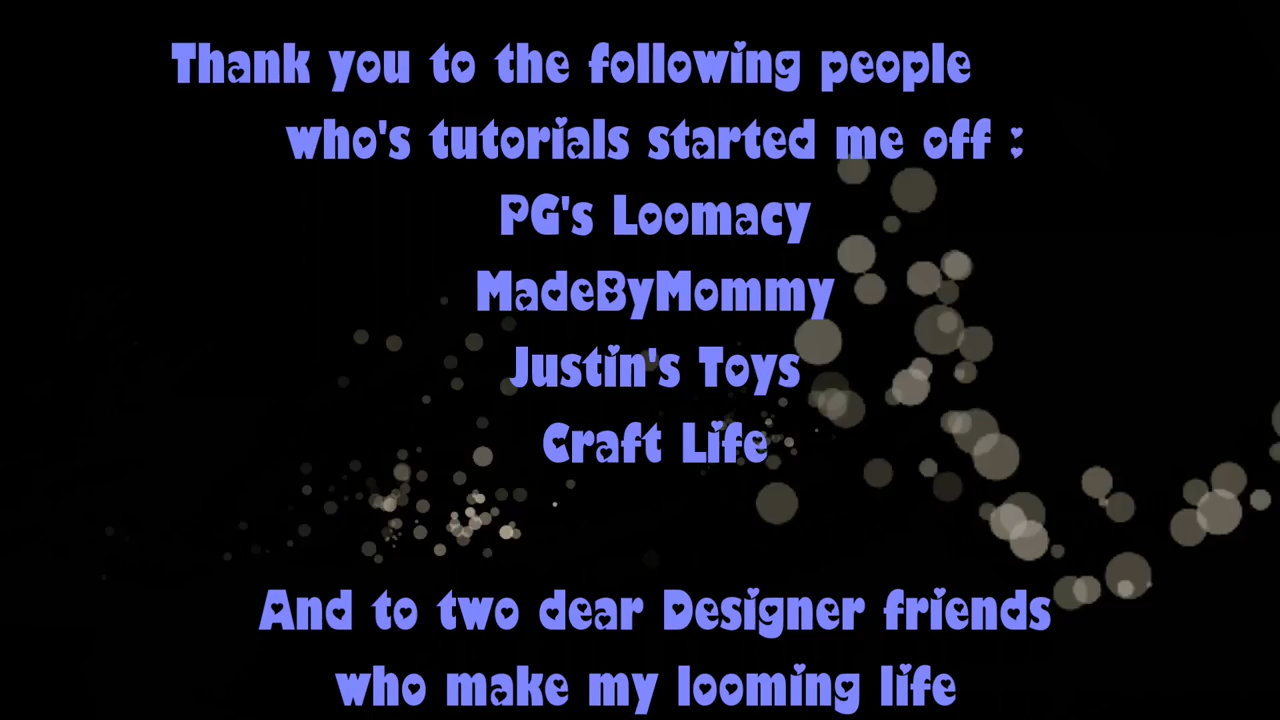 Thank you to the following people
who's tutorials started me off :
PG's Loomacy
MadeByMommy
Justin's Toys
Craft Life
And to two dear Designer friends
who make my looming life